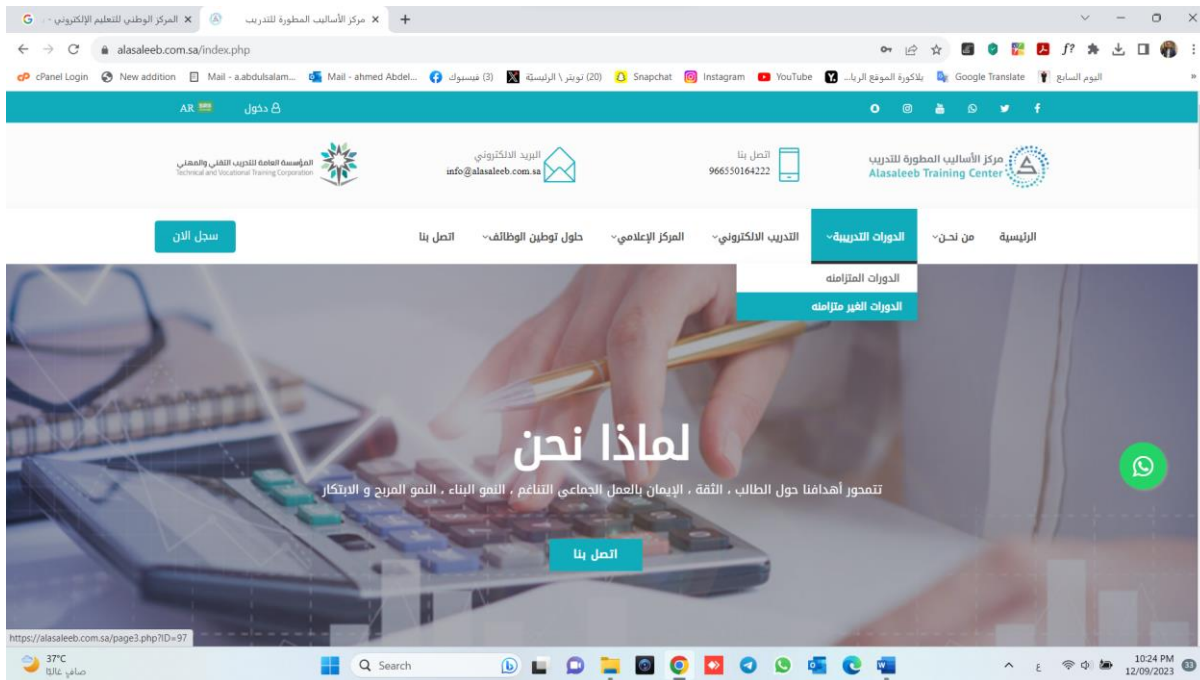 مركز الأساليب المطورة للتدريب
المركز الوطني للتعليم الإلكتروني -
alasaleeb.com.sa/index.php
cPanel Login
New addition
Mail - a.abdulsalam...
Mail - ahmed Abdel...
(3) فيسبوك
(20) تويتر \ الرئيسيّة
Snapchat
Instagram
YouTube
بلاكورة الموقع الريا...
Google Translate
اليوم السابع
»
AR
دخول
المؤسسة العامة للتدريب التقني والمهني
Technical and Vocational Training Corporation
البريد الالكتروني
info@alasaleeb.com.sa
اتصل بنا
966550164222
مركز الأساليب المطورة للتدريب
Alasaleeb Training Center
الرئيسية
من نحـن
الدورات التدريبية
التدريب الالكتروني
المركز الإعلامي
حلول توطين الوظائف
اتصل بنا
سجل الان
الدورات المتزامنه
الدورات الغير متزامنه
لماذا نحن
تتمحور أهدافنا حول الطالب ، الثقة ، الإيمان بالعمل الجماعي التناغم ، النمو البناء ، النمو المربح و الابتكار
اتصل بنا
https://alasaleeb.com.sa/page3.php?ID=97
37°C
صافٍ غالبًا
Search
ع
10:24 PM
12/09/2023
33